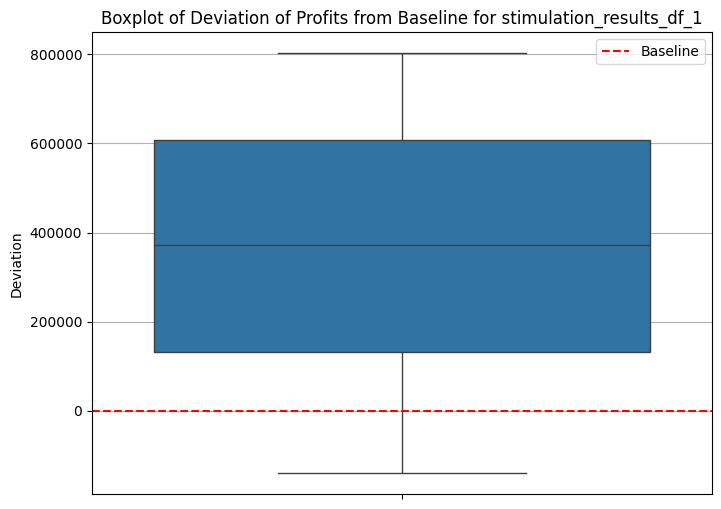 Boxplot of Deviation of Profits from Baseline for stimulation_results_df_1
Baseline
800000
600000
400000
200000
0
Deviation